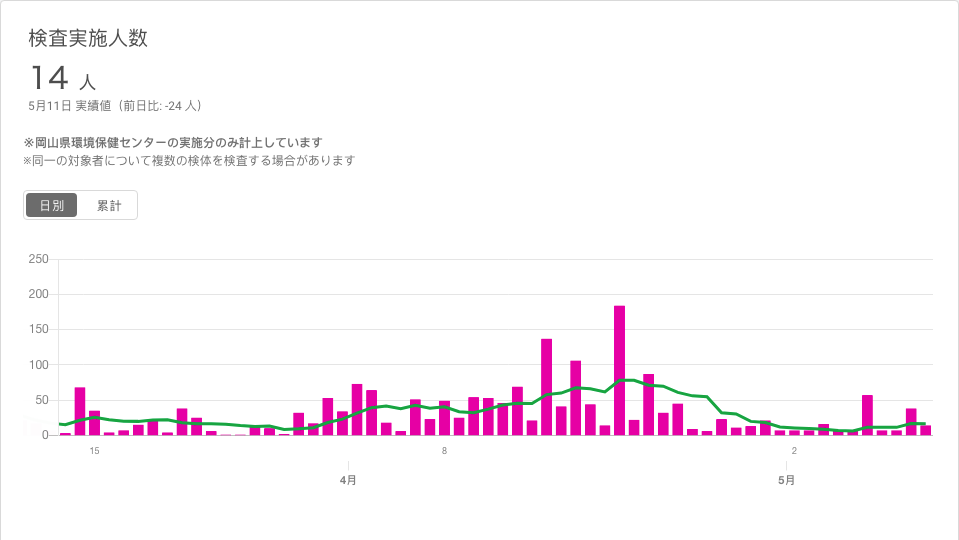 検査実施人数
14 人
5月11日 実績値（前日比: -24 人）
※岡山県環境保健センターの実施分のみ計上しています
※同一の対象者について複数の検体を検査する場合があります
日別 累計
250
200
150
100
50
0
15 8 2
4月 5月